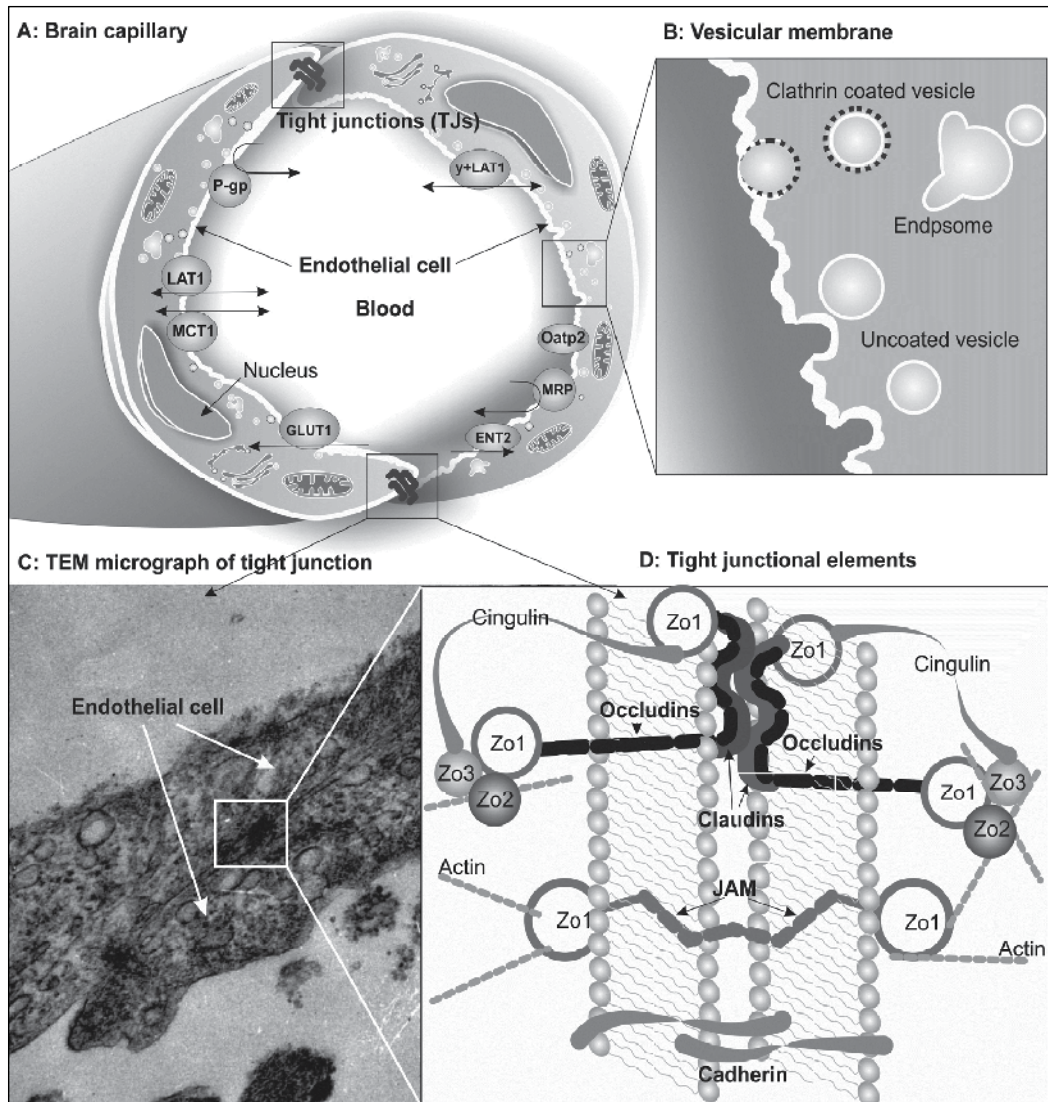 A: Brain capillary
Tight junctions (TJs)
P-gp
y+LAT1
Endothelial cell
LAT1
Blood
MCT1
Oatp2
Nucleus
MRP
GLUT1
ENT2
B: Vesicular membrane
Clathrin coated vesicle
Endpsome
Uncoated vesicle
C: TEM micrograph of tight junction
Endothelial cell
D: Tight junctional elements
Cingulin
Zo1
Zo1
Cingulin
Occludins
Zo1
Occludins
Zo3
Zo2
Zo1
Zo3
Zo2
Claudins
Actin
JAM
Zo1
Zo1
Actin
Cadherin